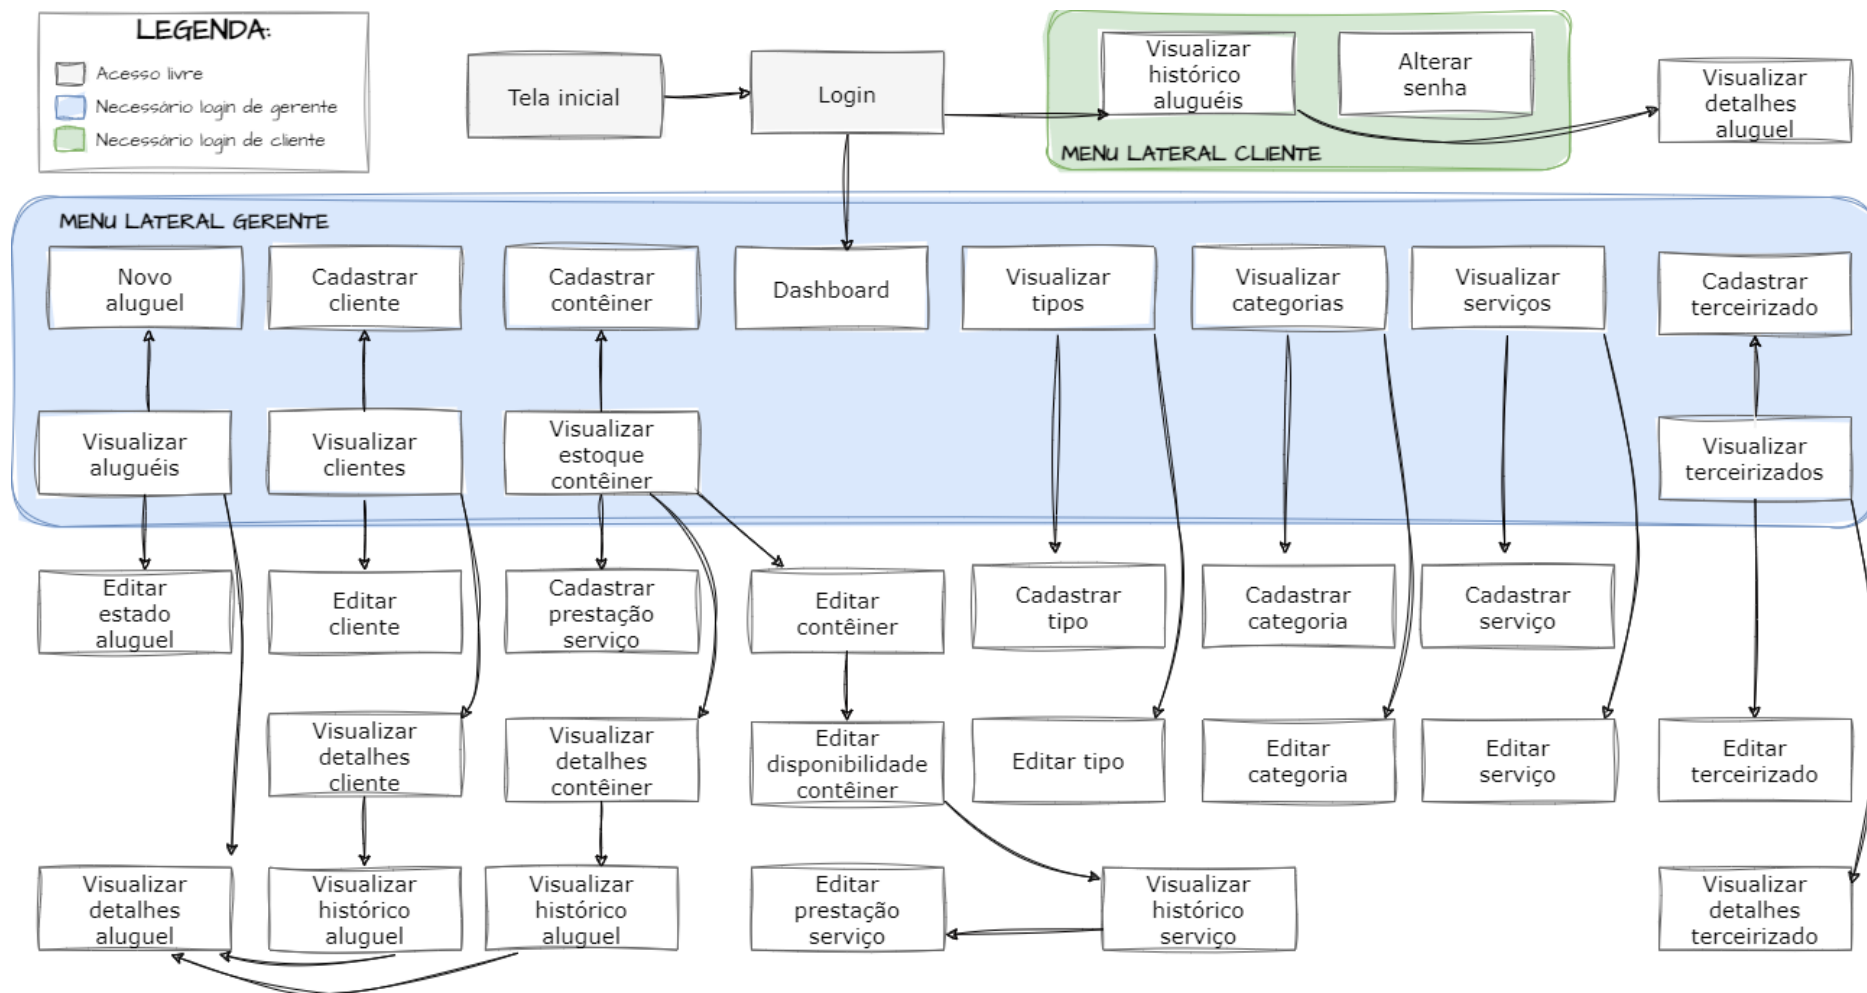 LEGENDA:
Acesso livre
Necessário login de gerente
Necessário login de cliente
Tela inicial
Login
Visualizar
histórico
aluguéis
Alterar
senha
MENU LATERAL CLIENTE
Visualizar
detalhes
aluguel
MENU LATERAL GERENTE
Novo
aluguel
Cadastrar
cliente
Cadastrar
contêiner
Dashboard
Visualizar
tipos
Visualizar
categorias
Visualizar
serviços
Cadastrar
terceirizado
Visualizar
aluguéis
Visualizar
clientes
Visualizar
estoque
contêiner
Visualizar
terceirizados
Editar
estado
aluguel
Editar
cliente
Cadastrar
prestação
serviço
Editar
contêiner
Cadastrar
tipo
Cadastrar
categoria
Cadastrar
serviço
Visualizar
detalhes
cliente
Visualizar
detalhes
contêiner
Editar
disponibilidade
contêiner
Editar tipo
Editar
categoria
Editar
serviço
Editar
terceirizado
Visualizar
detalhes
aluguel
Visualizar
histórico
aluguel
Visualizar
histórico
aluguel
Editar
prestação
serviço
Visualizar
histórico
serviço
Visualizar
detalhes
terceirizado